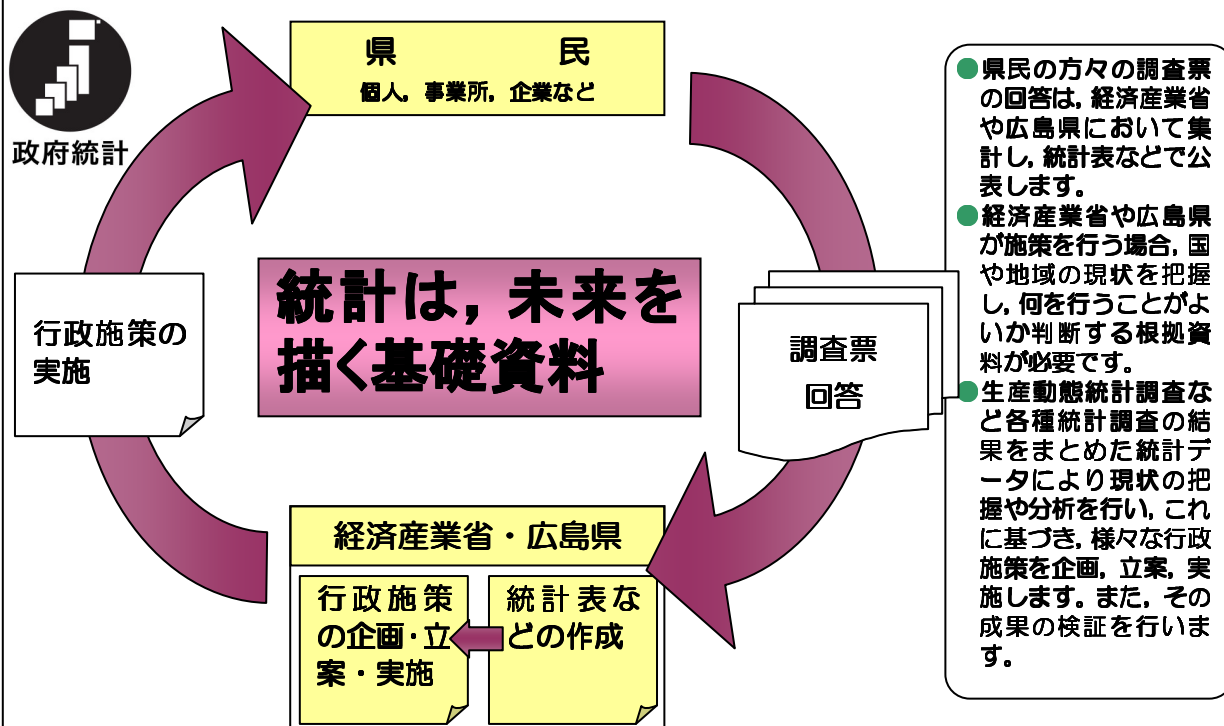 政府統計
県　　　　　民
個人，事業所，企業など
統計は，未来を
描く基礎資料
行政施策の
実施
調査票
回答
経済産業省・広島県
行政施策
の企画・立
案・実施
統計表な
どの作成
●県民の方々の調査票
の回答は，経済産業省
や広島県において集
計し，統計表などで公
表します。
●経済産業省や広島県
が施策を行う場合，国
や地域の現状を把握
し，何を行うことがよ
いか判断する根拠資
料が必要です。
●生産動態統計調査な
ど各種統計調査の結
果をまとめた統計デ
ータにより現状の把
握や分析を行い，これ
に基づき，様々な行政
施策を企画，立案，実
施します。また，その
成果の検証を行いま
す。